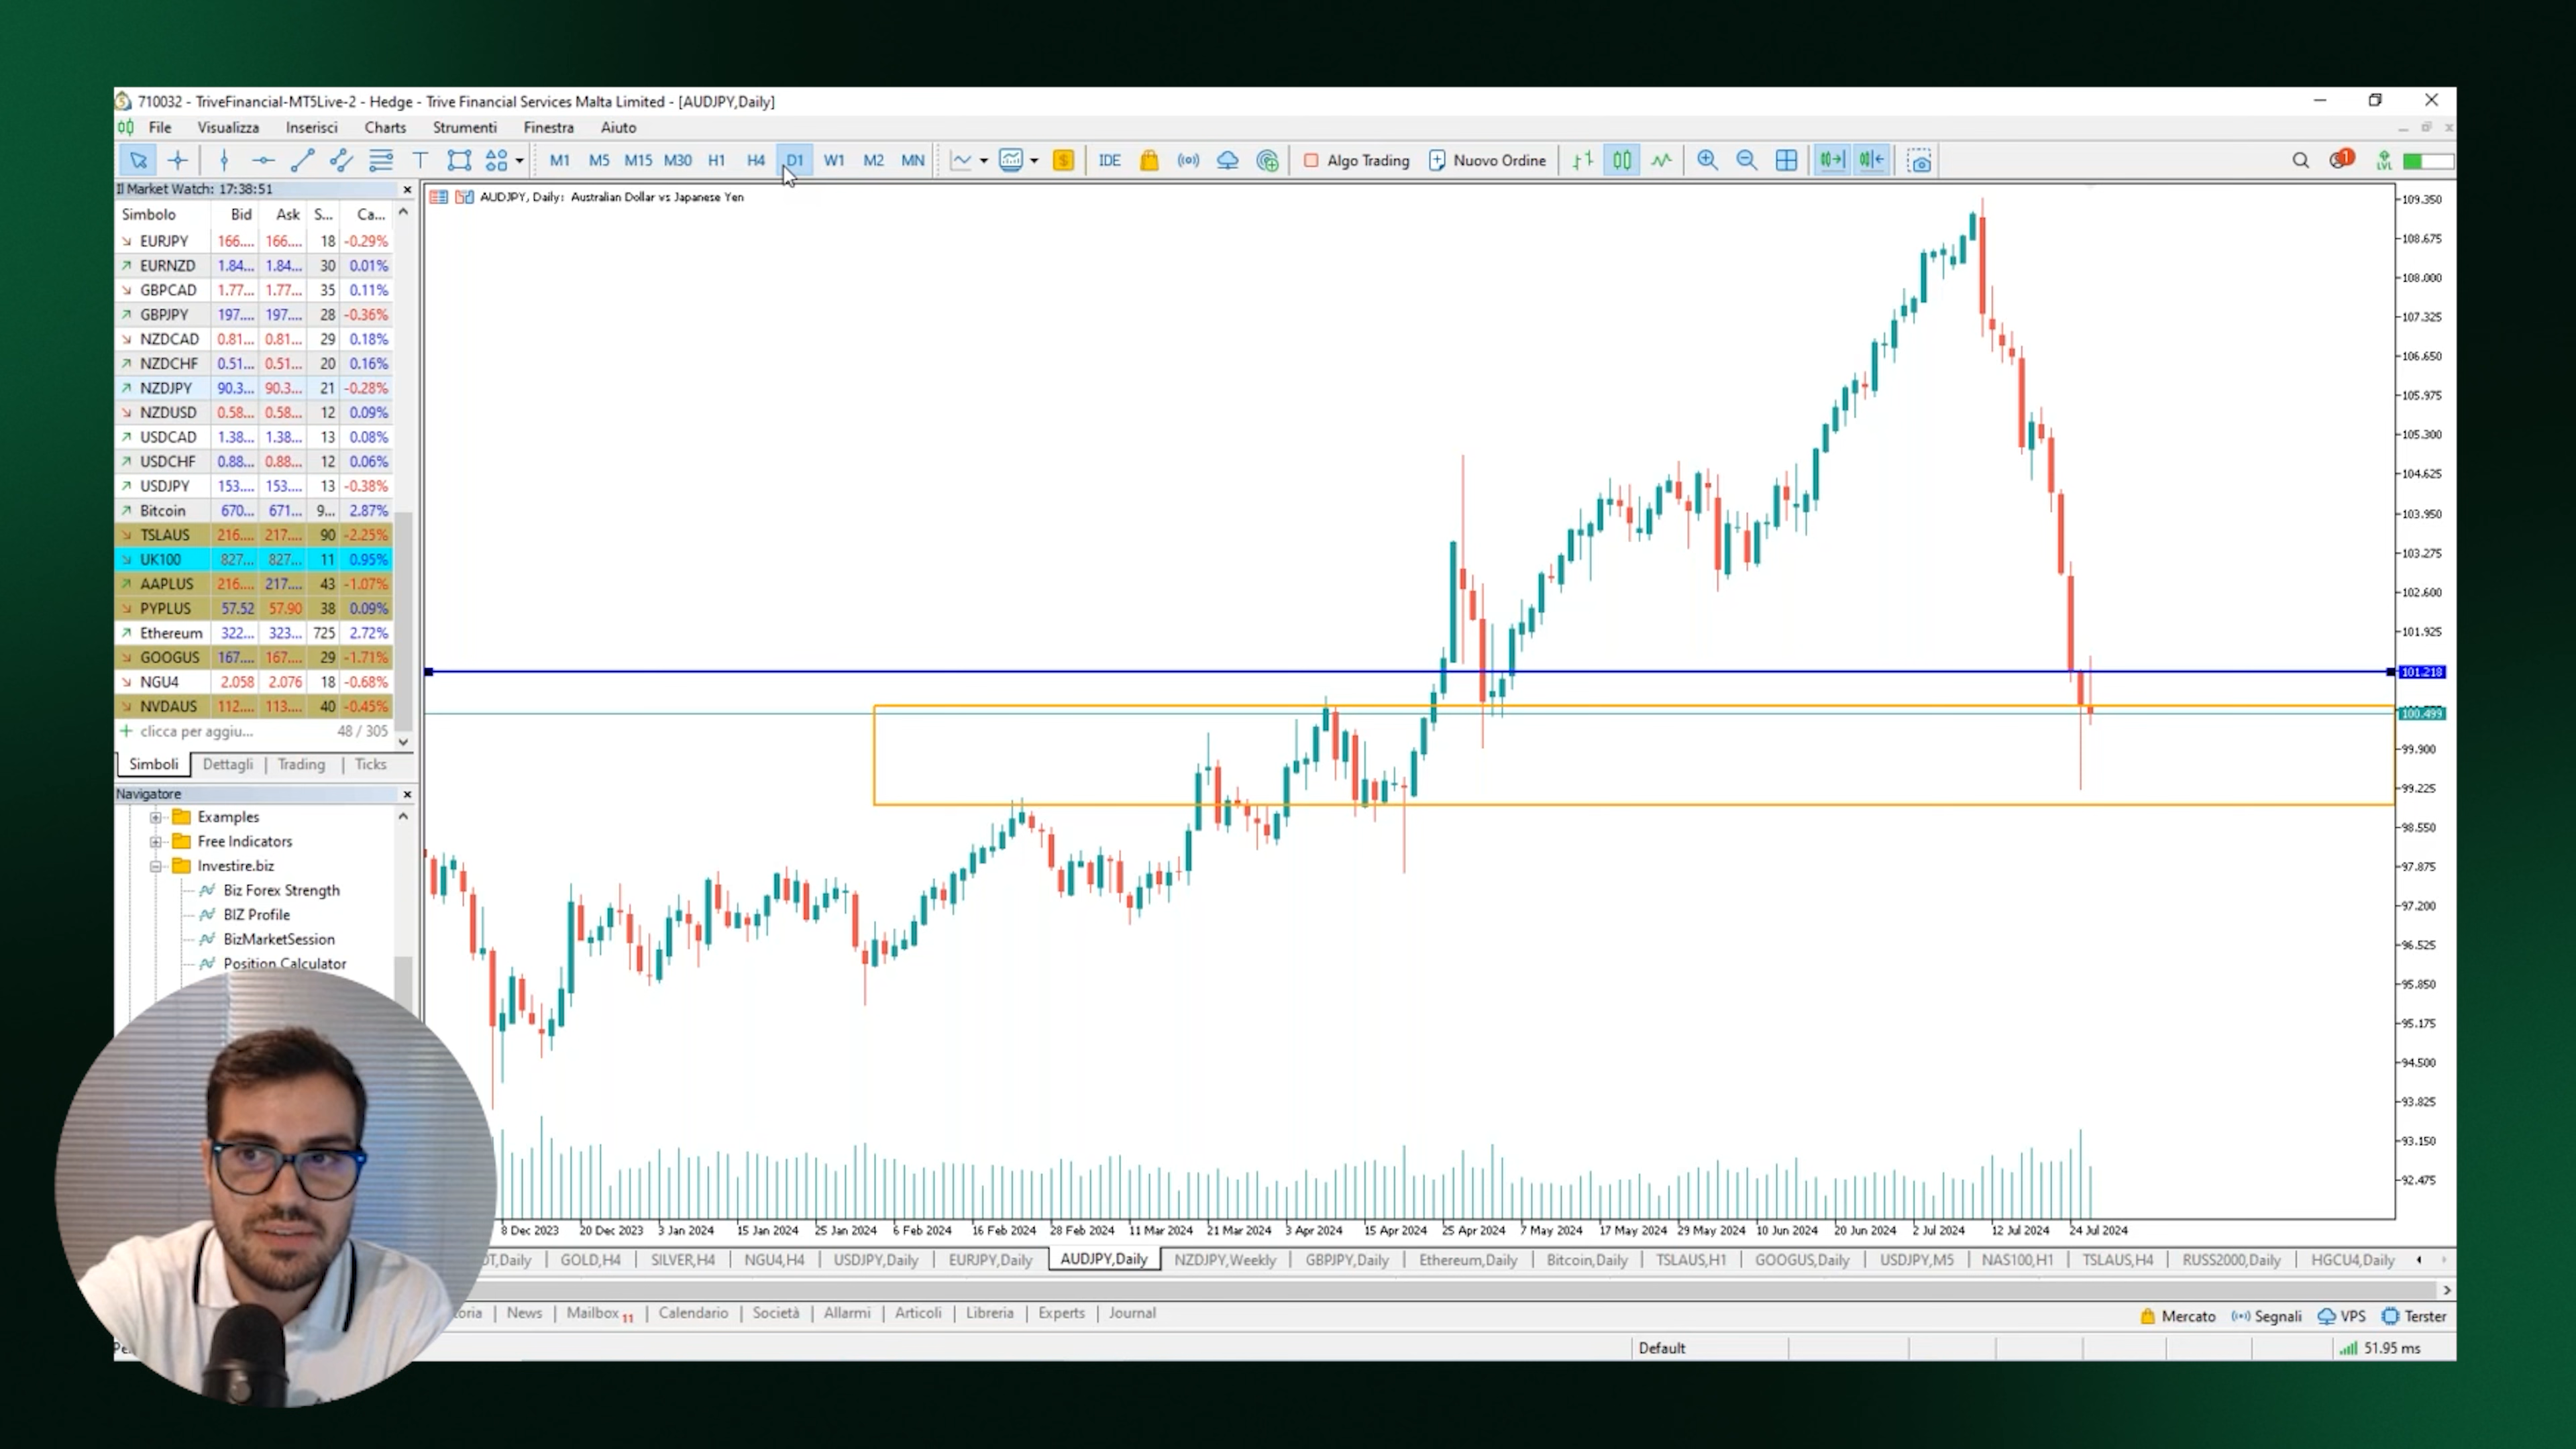 710032 - TriveFinancial-MT5Live-2 - Hedge - Trive Financial Services Malta Limited - [AUDJPY,Daily]
File Visualizza Inserisci Charts Strumenti Finestra Aiuto
M1 M5 M15 M30 H1 H4 D1 W1 M2 MN IDE Algo Trading Nuovo Ordine 1 LVL
Il Market Watch: 17:38:51
Simbolo Bid Ask S... Ca...
EURJPY 166.... 166.... 18 -0.29%
EURNZD 1.84... 1.84... 30 0.01%
GBPCAD 1.77... 1.77... 35 0.11%
GBPJPY 197.... 197.... 28 -0.36%
NZDCAD 0.81... 0.81... 29 0.18%
NZDCHF 0.51... 0.51... 20 0.16%
NZDJPY 90.3... 90.3... 21 -0.28%
NZDUSD 0.58... 0.58... 12 0.09%
USDCAD 1.38... 1.38... 13 0.08%
USDCHF 0.88... 0.88... 12 0.06%
USDJPY 153.... 153.... 13 -0.38%
Bitcoin 670... 671... 9... 2.87%
TSLAUS 216.... 217.... 90 -2.25%
UK100 827... 827... 11 0.95%
AAPLUS 216.... 217.... 43 -1.07%
PYPLUS 57.52 57.90 38 0.09%
Ethereum 322... 323... 725 2.72%
GOOGUS 167.... 167.... 29 -1.71%
NGU4 2.058 2.076 18 -0.68%
NVDAUS 112.... 113.... 40 -0.45%
clicca per aggiu... 48 / 305
Simboli Dettagli Trading Ticks
Navigatore
Examples
Free Indicators
Investire.biz
Biz Forex Strength
BIZ Profile
BizMarketSession
Position Calculator
AUDJPY, Daily: Australian Dollar vs Japanese Yen
109.350
108.675
108.000
107.325
106.650
105.975
105.300
104.625
103.950
103.275
102.600
101.925
101.218
100.499
99.900
99.225
98.550
97.875
97.200
96.525
95.850
95.175
94.500
93.825
93.150
92.475
8 Dec 2023 20 Dec 2023 3 Jan 2024 15 Jan 2024 25 Jan 2024 6 Feb 2024 16 Feb 2024 28 Feb 2024 11 Mar 2024 21 Mar 2024 3 Apr 2024 15 Apr 2024 25 Apr 2024 7 May 2024 17 May 2024 29 May 2024 10 Jun 2024 20 Jun 2024 2 Jul 2024 12 Jul 2024 24 Jul 2024
DT,Daily GOLD,H4 SILVER,H4 NGU4,H4 USDJPY,Daily EURJPY,Daily AUDJPY,Daily NZDJPY,Weekly GBPJPY,Daily Ethereum,Daily Bitcoin,Daily TSLAUS,H1 GOOGUS,Daily USDJPY,M5 NAS100,H1 TSLAUS,H4 RUSS2000,Daily HGCU4,Daily
oria News Mailbox 11 Calendario Società Allarmi Articoli Libreria Experts Journal Mercato Segnali VPS Terster
Default 51.95 ms